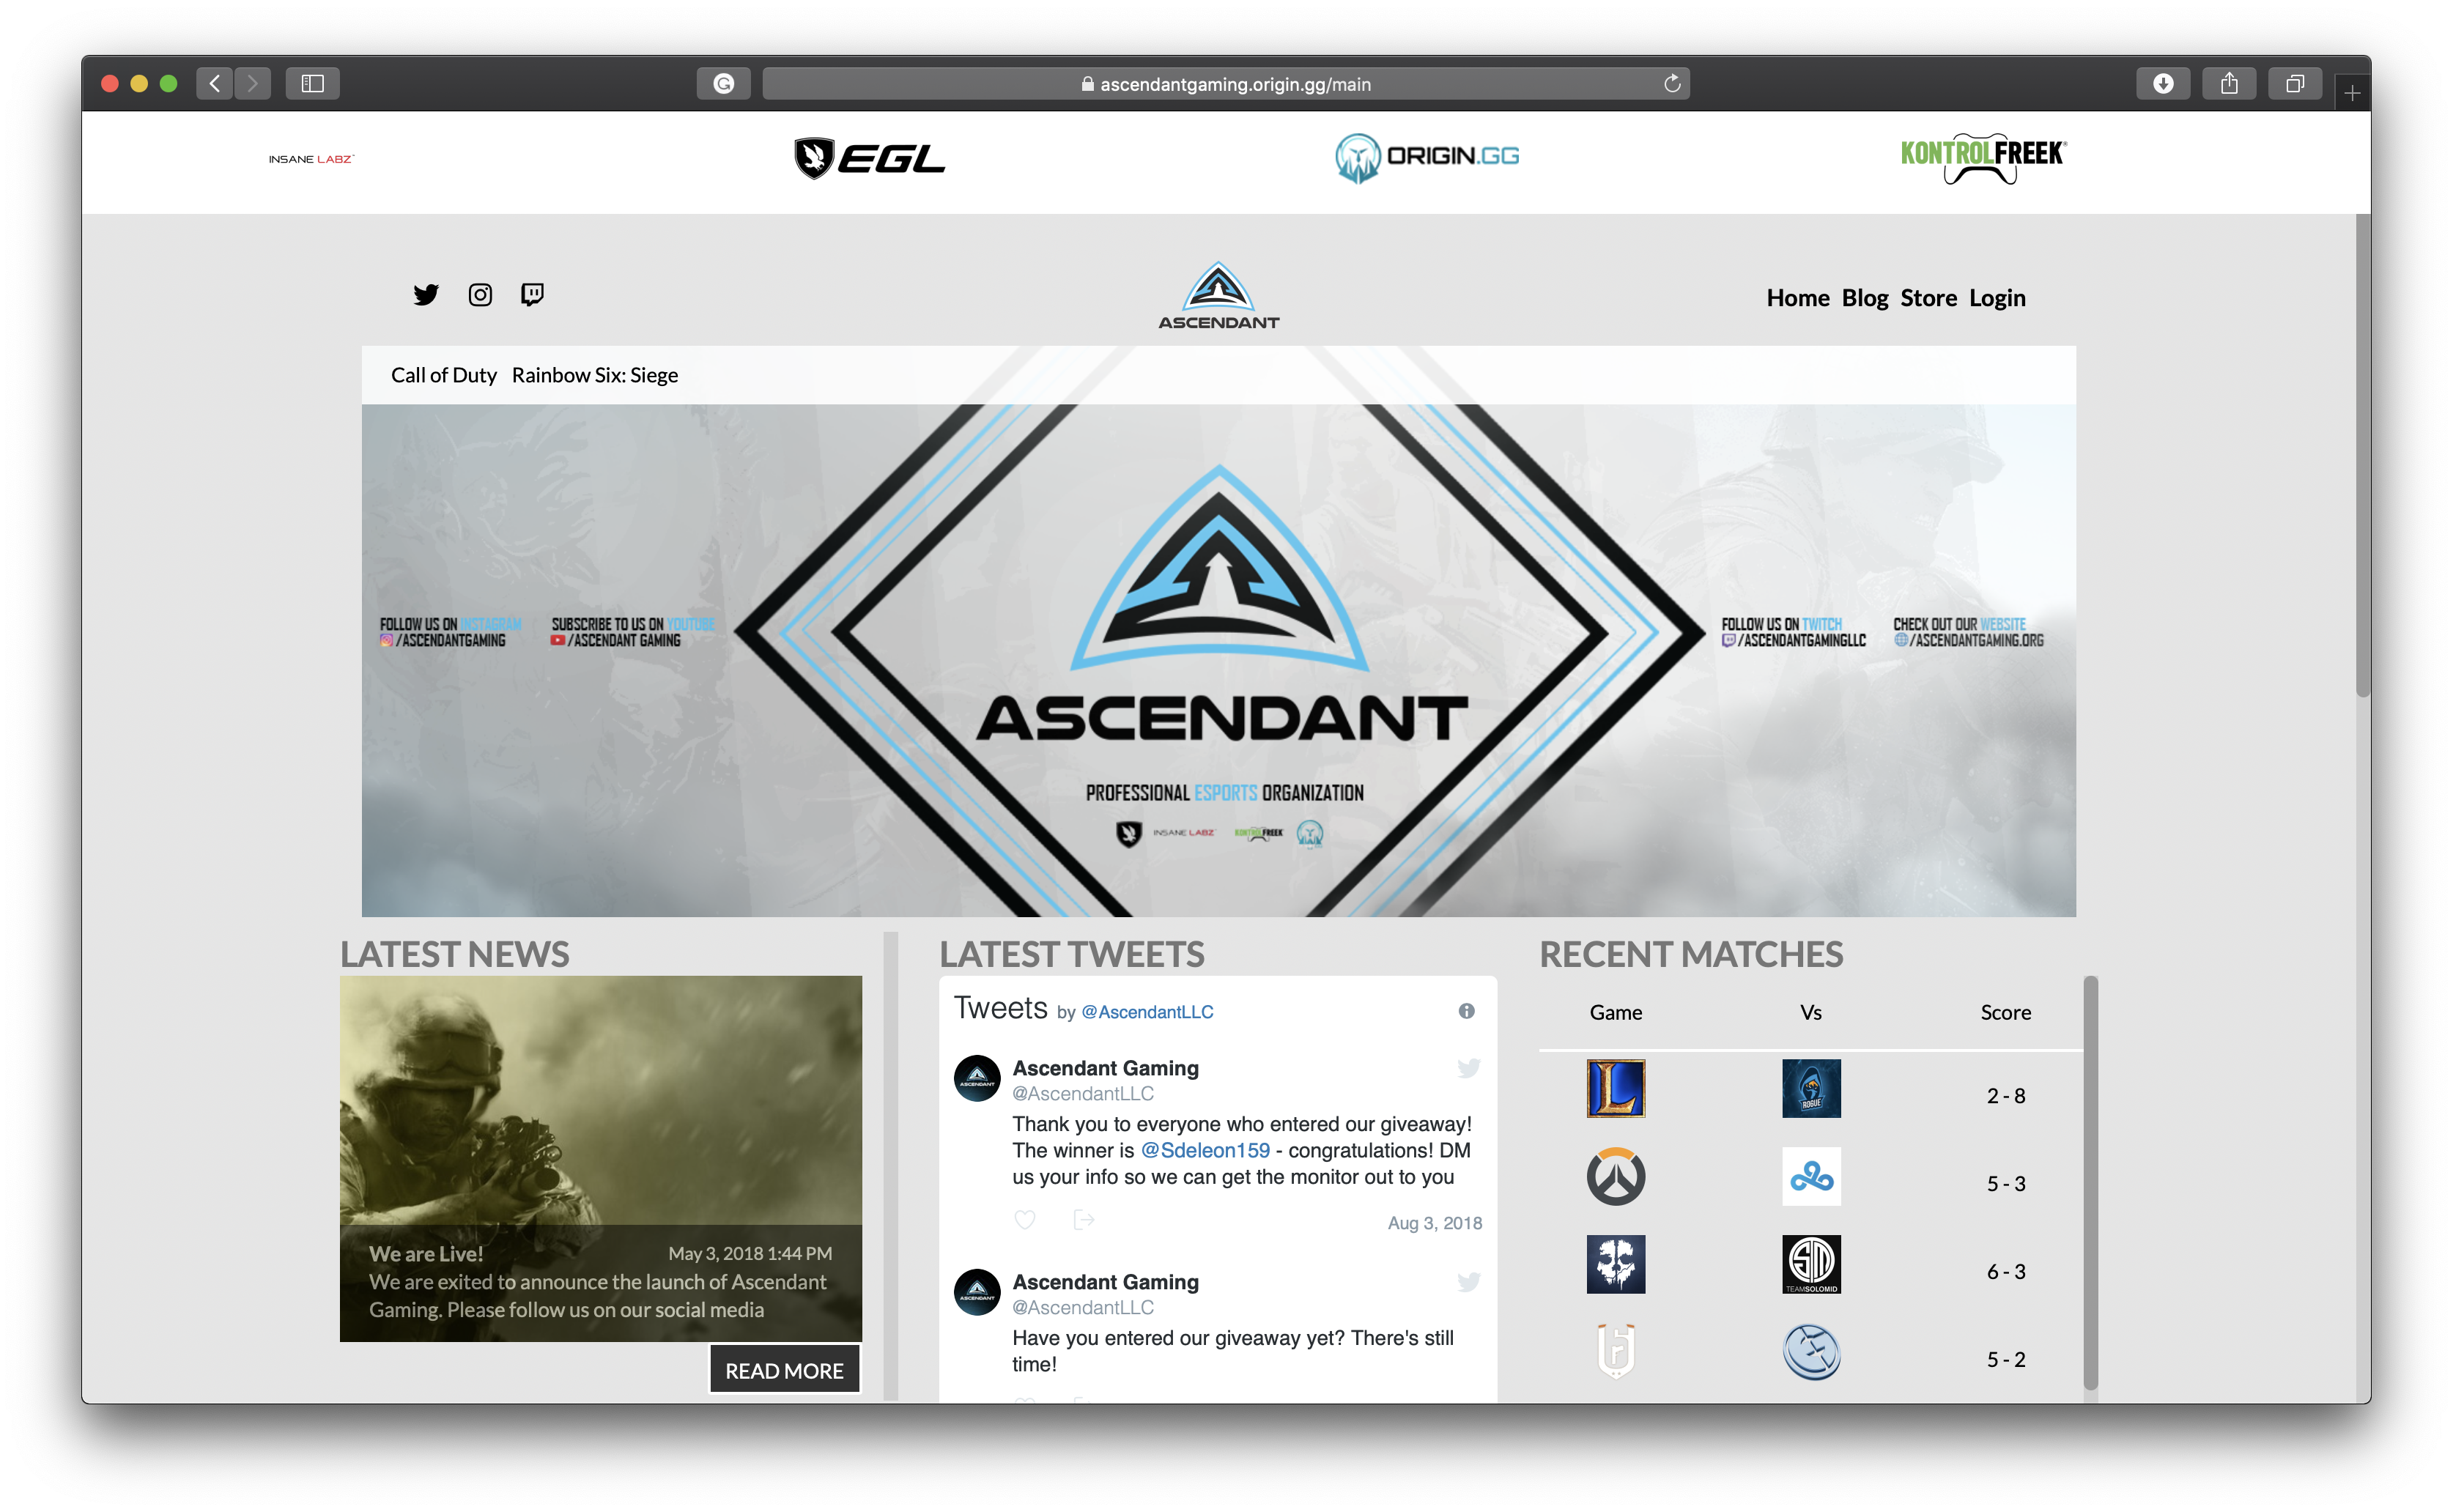 ascendantgaming.origin.gg/main
INSANE LABZ
EGL
ORIGIN.GG
KONTROLFREEK
ASCENDANT
Home Blog Store Login
Call of Duty Rainbow Six: Siege
FOLLOW US ON INSTAGRAM
/ASCENDANTGAMING
SUBSCRIBE TO US ON YOUTUBE
/ASCENDANT GAMING
FOLLOW US ON TWITCH
/ASCENDANTGAMINGLLC
CHECK OUT OUR WEBSITE
/ASCENDANTGAMING.ORG
ASCENDANT
PROFESSIONAL ESPORTS ORGANIZATION
INSANE LABZ
KONTROLFREEK
LATEST NEWS
We are Live! May 3, 2018 1:44 PM
We are exited to announce the launch of Ascendant
Gaming. Please follow us on our social media
READ MORE
LATEST TWEETS
Tweets by @AscendantLLC
ASCENDANT
Ascendant Gaming
@AscendantLLC
Thank you to everyone who entered our giveaway!
The winner is @Sdeleon159 - congratulations! DM
us your info so we can get the monitor out to you
Aug 3, 2018
ASCENDANT
Ascendant Gaming
@AscendantLLC
Have you entered our giveaway yet? There's still
time!
RECENT MATCHES
Game Vs Score
L ROGUE 2 - 8
5 - 3
TEAMSOLOMID 6 - 3
5 - 2